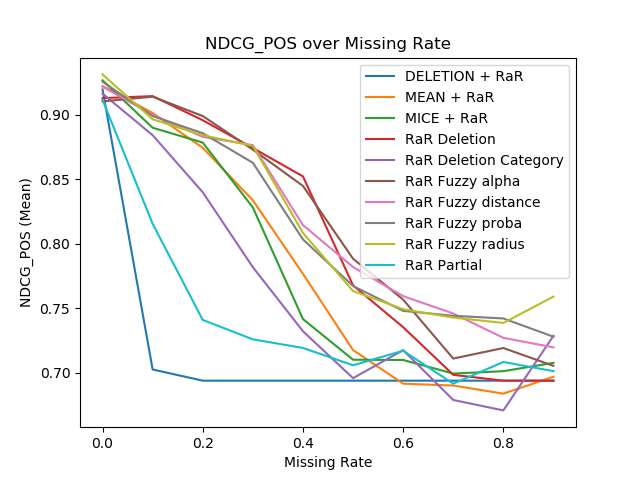 NDCG_POS over Missing Rate
DELETION + RaR
MEAN + RaR
MICE + RaR
RaR Deletion
RaR Deletion Category
RaR Fuzzy alpha
RaR Fuzzy distance
RaR Fuzzy proba
RaR Fuzzy radius
RaR Partial
NDCG_POS (Mean)
0.90
0.85
0.80
0.75
0.70
0.0
0.2
0.4
0.6
0.8
Missing Rate